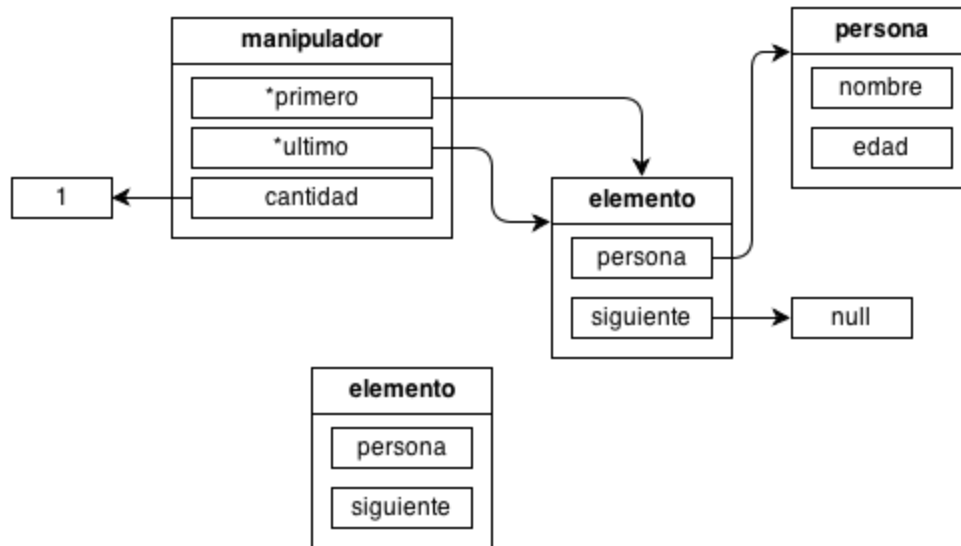 manipulador
*primero
*ultimo
cantidad
1
persona
nombre
edad
elemento
persona
siguiente
null
elemento
persona
siguiente